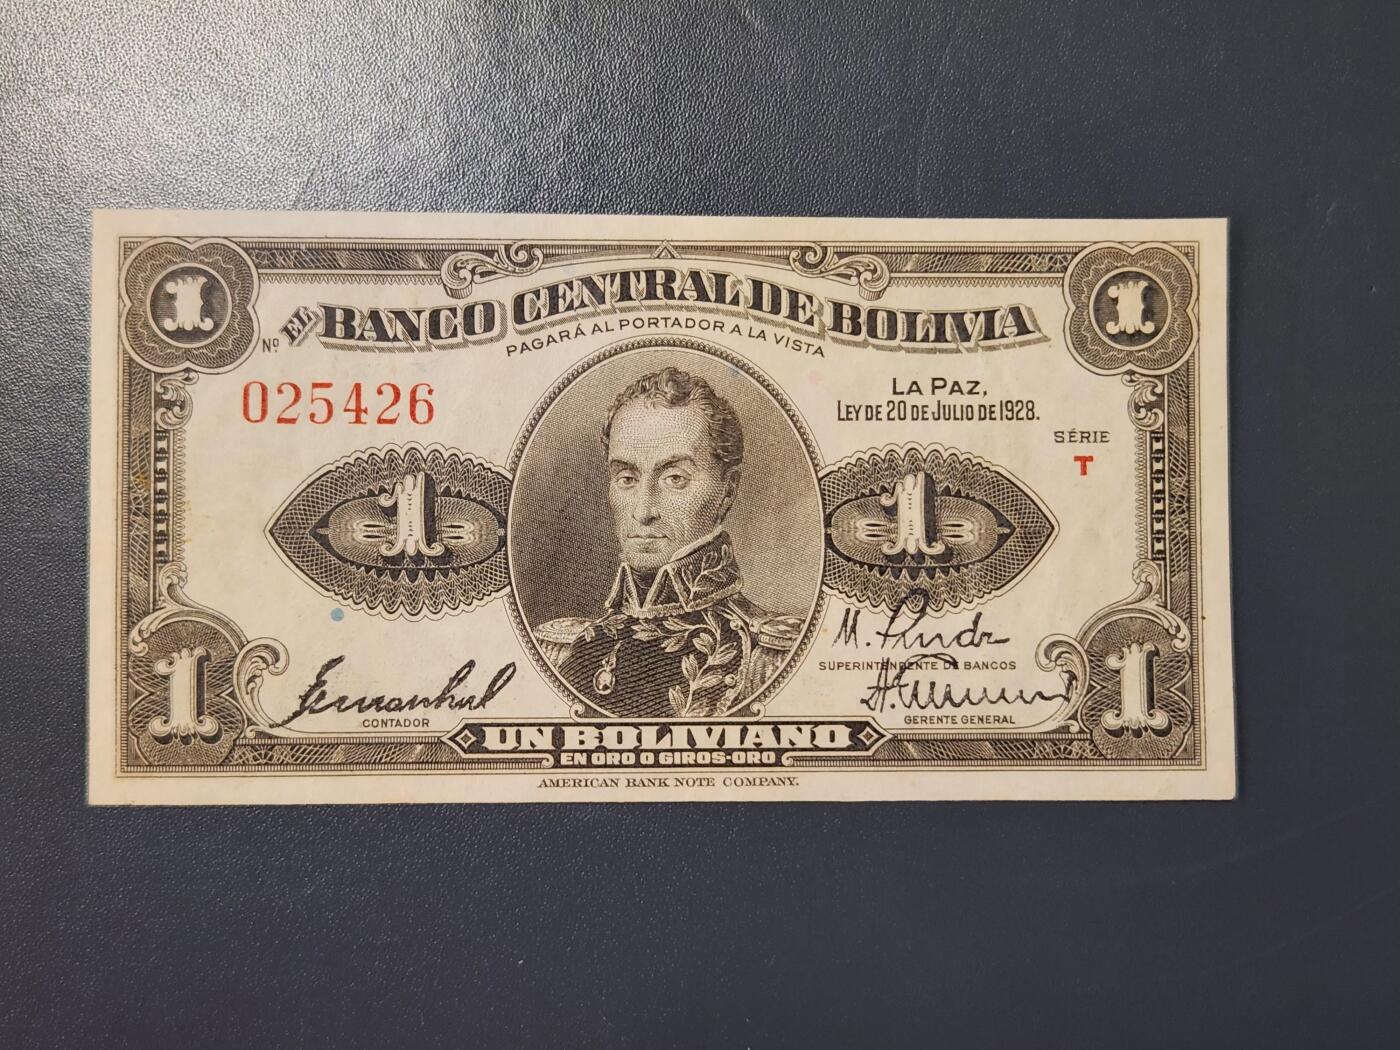 1
1
Nº EL BANCO CENTRAL DE BOLIVIA
PAGARÁ AL PORTADOR A LA VISTA
025426
LA PAZ,
LEY DE 20 DE JULIO DE 1928.
SÉRIE
T
1
1
SUPERINTENDENTE DE BANCOS
CONTADOR
GERENTE GENERAL
1
1
UN BOLIVIANO
EN ORO O GIROS-ORO
AMERICAN BANK NOTE COMPANY.